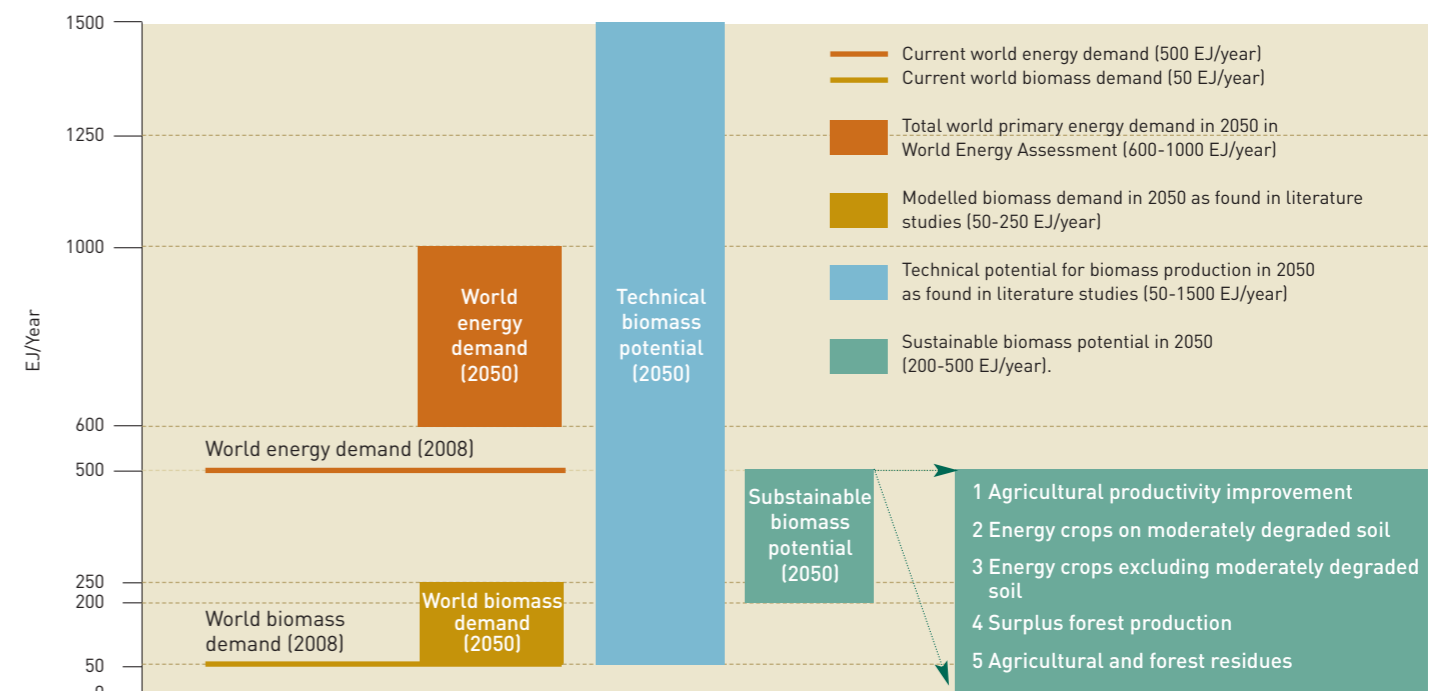 1500
1250
1000
600
500
250
200
50
0
EJ/Year
Current world energy demand (500 EJ/year)
Current world biomass demand (50 EJ/year)
Total world primary energy demand in 2050 in
World Energy Assessment (600-1000 EJ/year)
Modelled biomass demand in 2050 as found in literature
studies (50-250 EJ/year)
Technical potential for biomass production in 2050
as found in literature studies (50-1500 EJ/year)
Sustainable biomass potential in 2050
(200-500 EJ/year).
World
energy
demand
(2050)
Technical
biomass
potential
(2050)
World energy demand (2008)
Substainable
biomass
potential
(2050)
World biomass
demand (2008)
World biomass
demand
(2050)
1 Agricultural productivity improvement
2 Energy crops on moderately degraded soil
3 Energy crops excluding moderately degraded
soil
4 Surplus forest production
5 Agricultural and forest residues